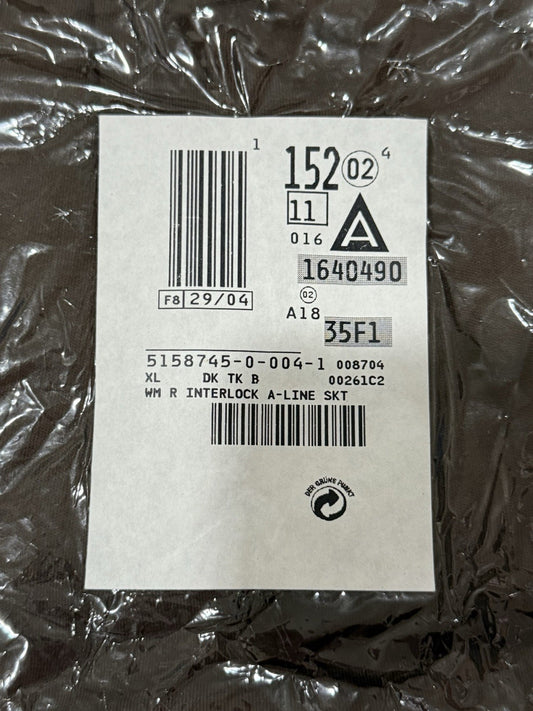 1
152 02 4
11
016
A
1640490
F8 29/04
02
A18
35F1
5158745-0-004-1 008704
XL DK TK B 00261C2
WM R INTERLOCK A-LINE SKT
DER GRÜNE PUNKT